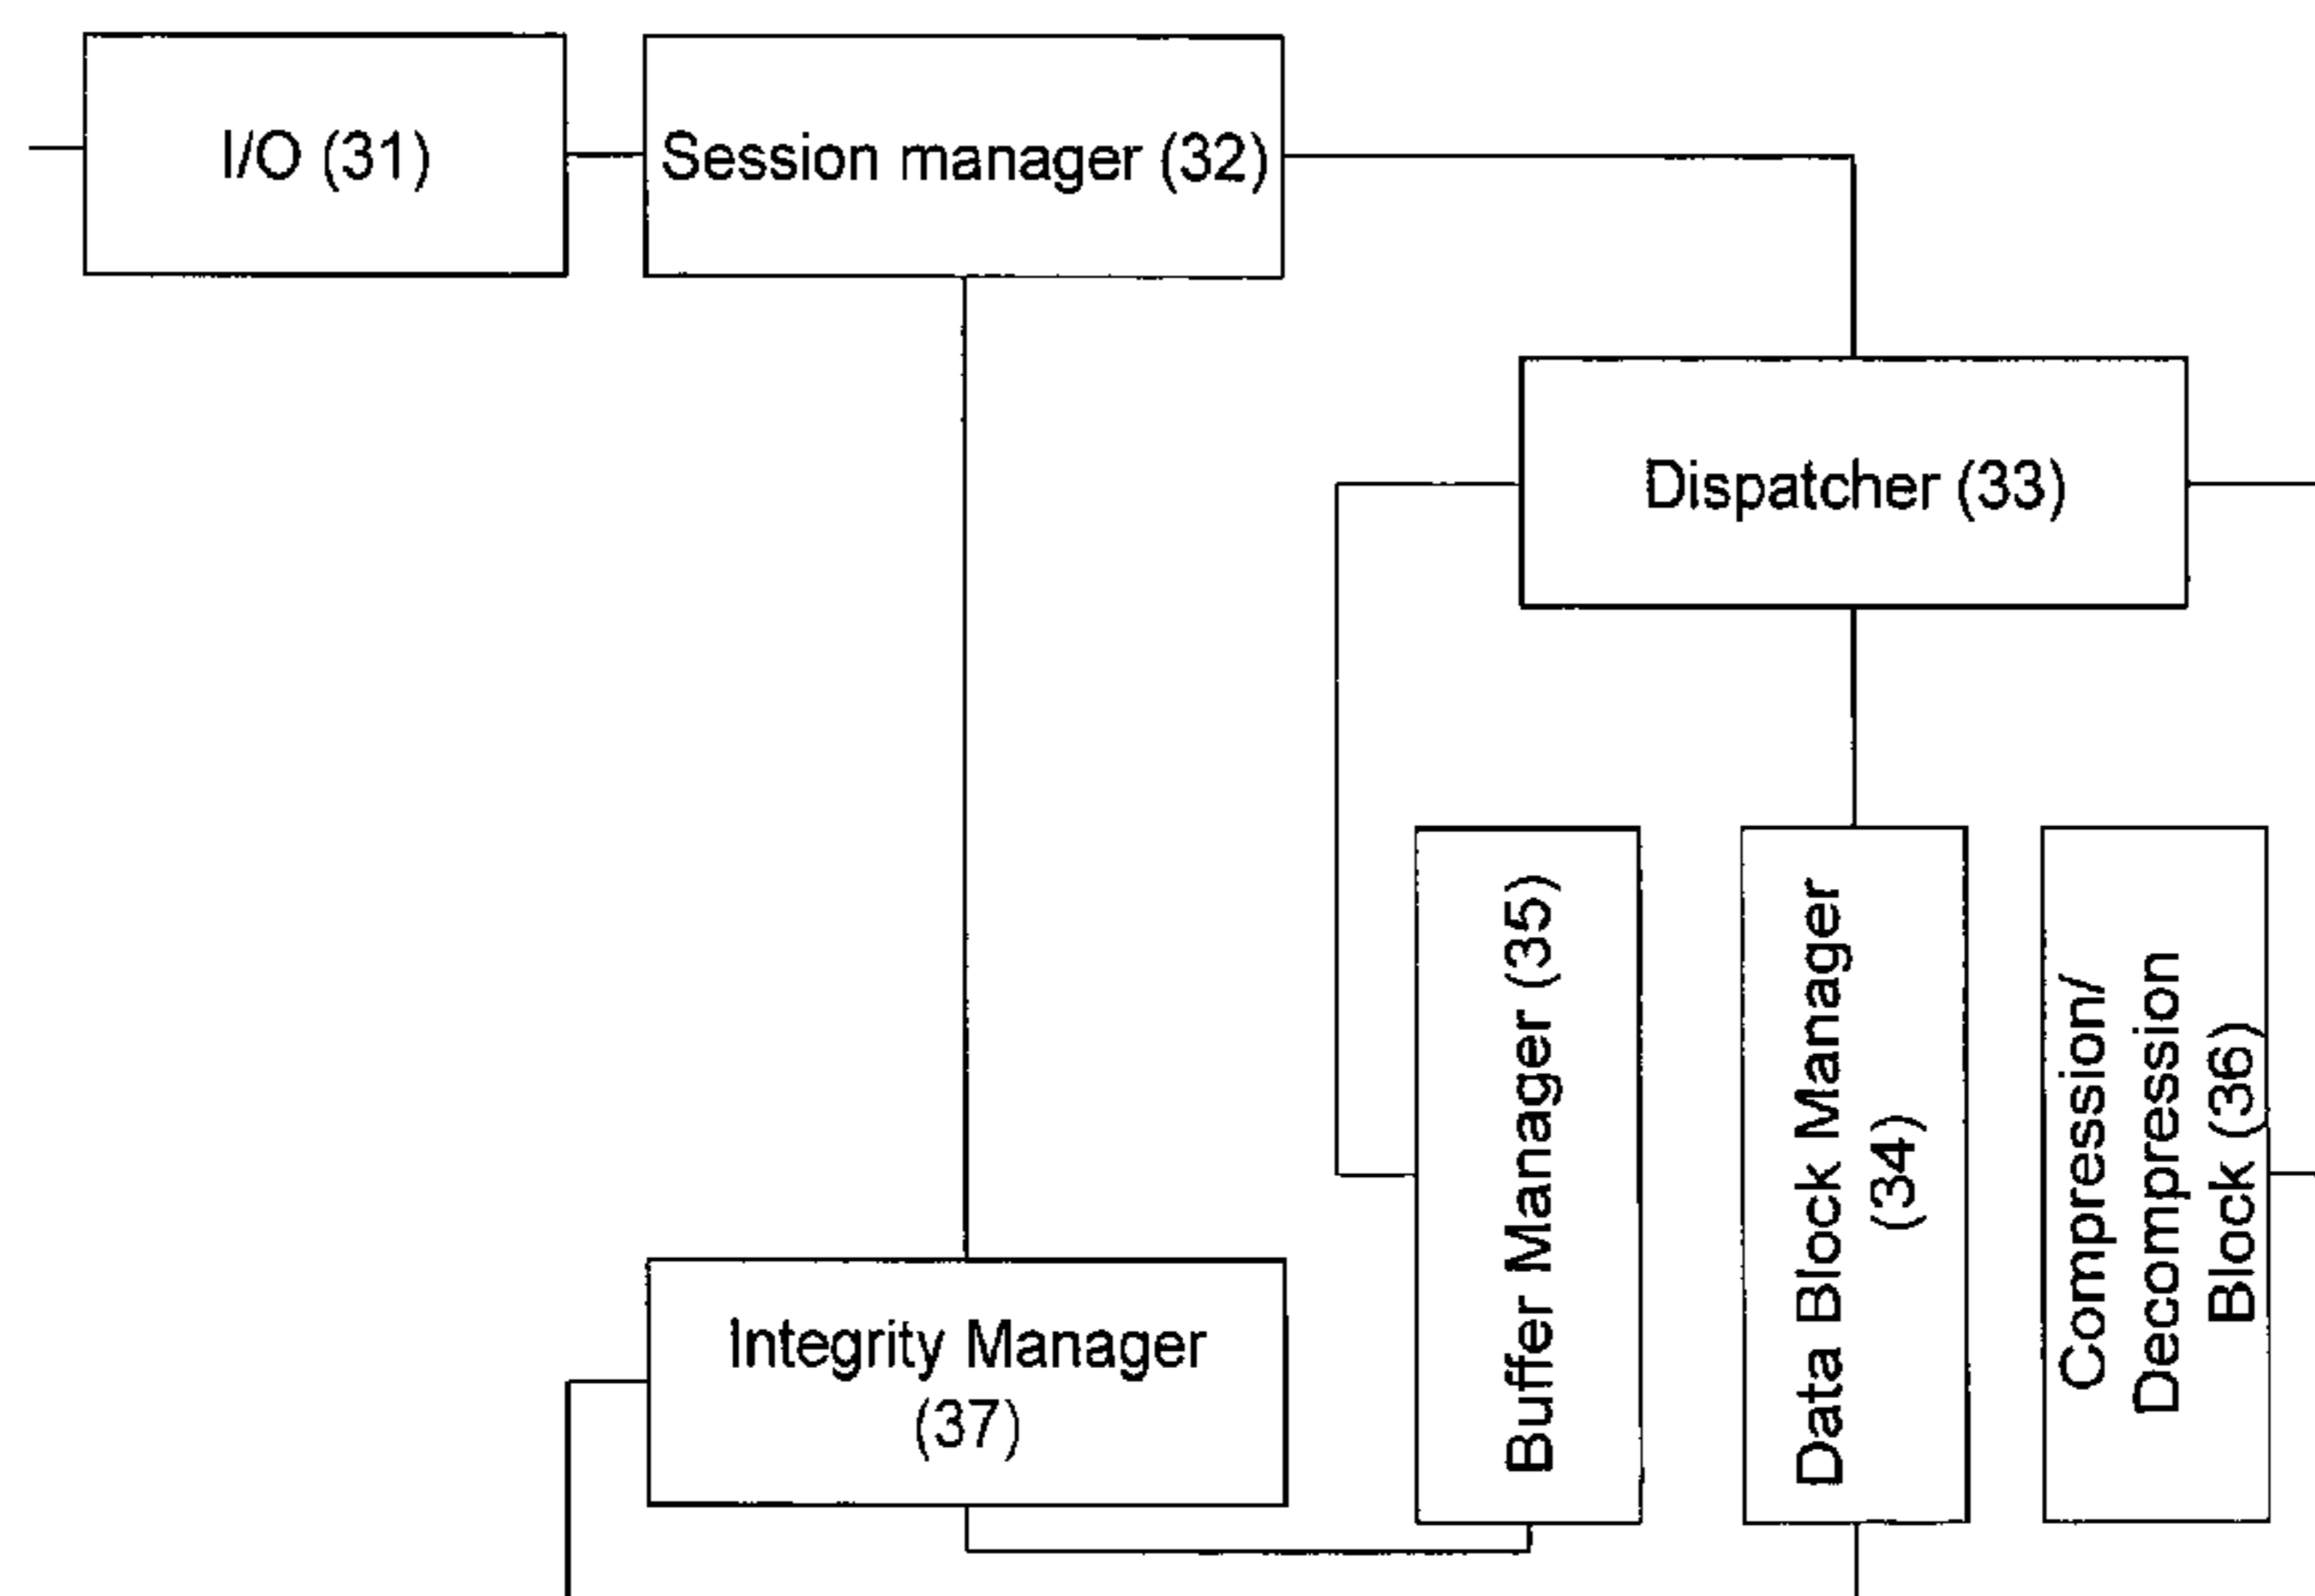 I/O (31)
Session manager (32)
Dispatcher (33)
Buffer Manager (35)
Data Block Manager
(34)
Compression/
Decompression
Block (36)
Integrity Manager
(37)